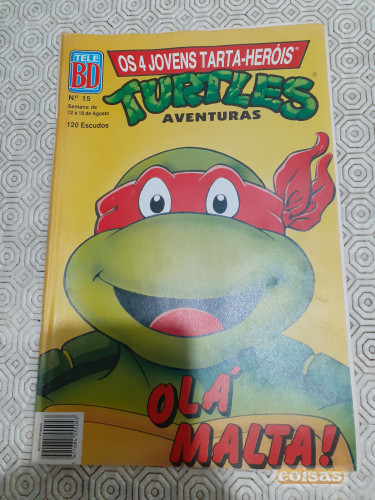 TELE
BD
OS 4 JOVENS TARTA-HERÓIS
TURTLES
AVENTURAS
N.º 15
Semana de
12 a 18 de Agosto
120 Escudos
OLÁ
MALTA!
coisas